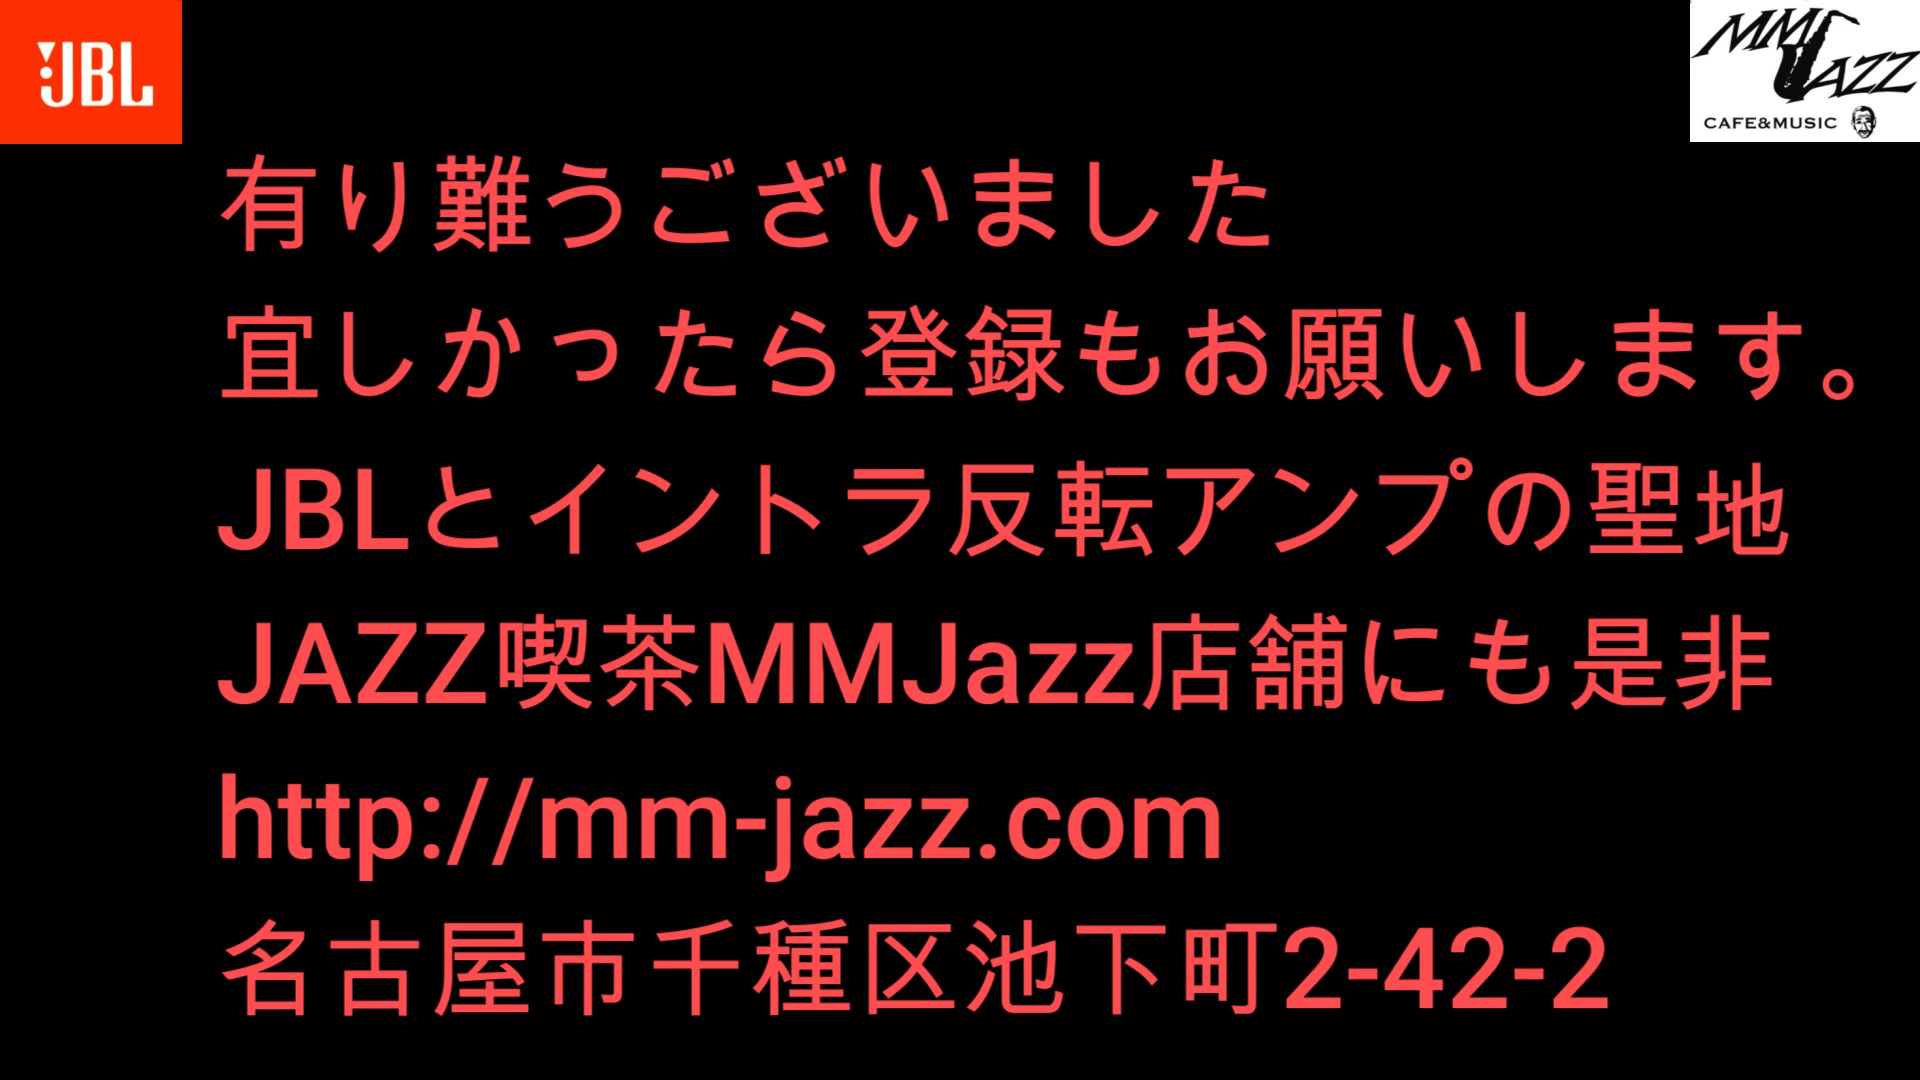 JBL
MMJAZZ
CAFE&MUSIC
有り難うございました
宜しかったら登録もお願いします。
JBLとイントラ反転アンプの聖地
JAZZ喫茶MMJazz店舗にも是非
http://mm-jazz.com
名古屋市千種区池下町2-42-2